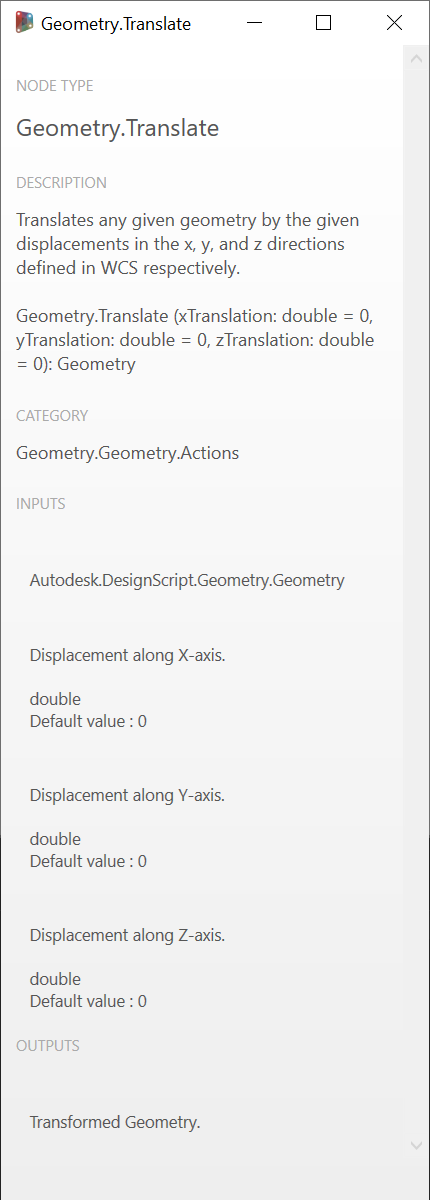 Geometry.Translate
NODE TYPE
Geometry.Translate
DESCRIPTION
Translates any given geometry by the given
displacements in the x, y, and z directions
defined in WCS respectively.
Geometry.Translate (xTranslation: double = 0,
yTranslation: double = 0, zTranslation: double
= 0): Geometry
CATEGORY
Geometry.Geometry.Actions
INPUTS
Autodesk.DesignScript.Geometry.Geometry
Displacement along X-axis.
double
Default value : 0
Displacement along Y-axis.
double
Default value : 0
Displacement along Z-axis.
double
Default value : 0
OUTPUTS
Transformed Geometry.